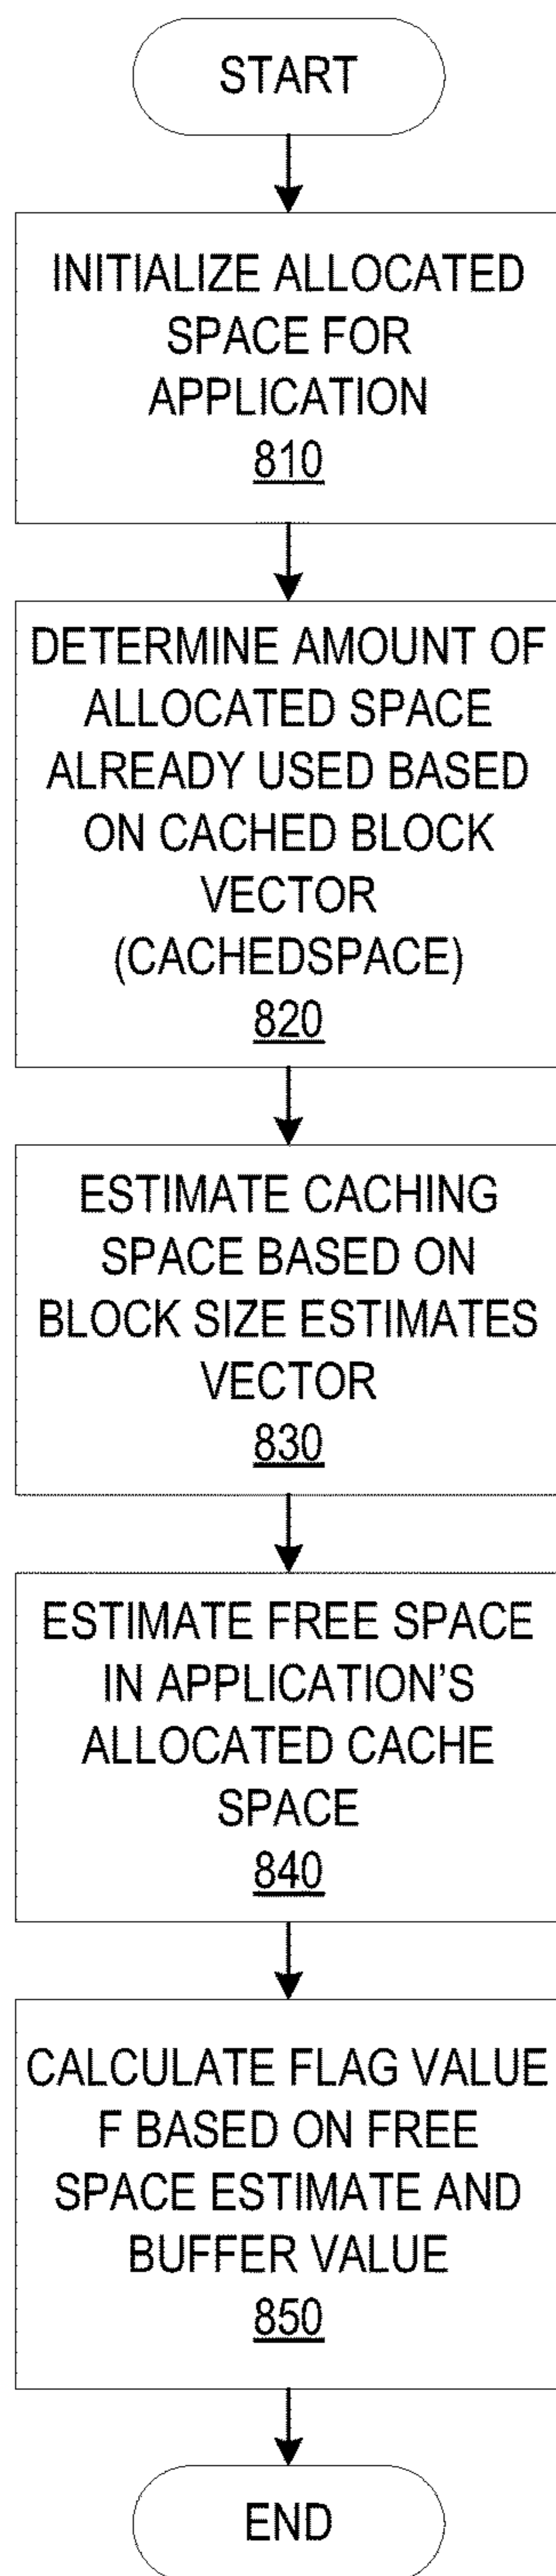 START
INITIALIZE ALLOCATED
SPACE FOR
APPLICATION
810
DETERMINE AMOUNT OF
ALLOCATED SPACE
ALREADY USED BASED
ON CACHED BLOCK
VECTOR
(CACHEDSPACE)
820
ESTIMATE CACHING
SPACE BASED ON
BLOCK SIZE ESTIMATES
VECTOR
830
ESTIMATE FREE SPACE
IN APPLICATION'S
ALLOCATED CACHE
SPACE
840
CALCULATE FLAG VALUE
F BASED ON FREE
SPACE ESTIMATE AND
BUFFER VALUE
850
END